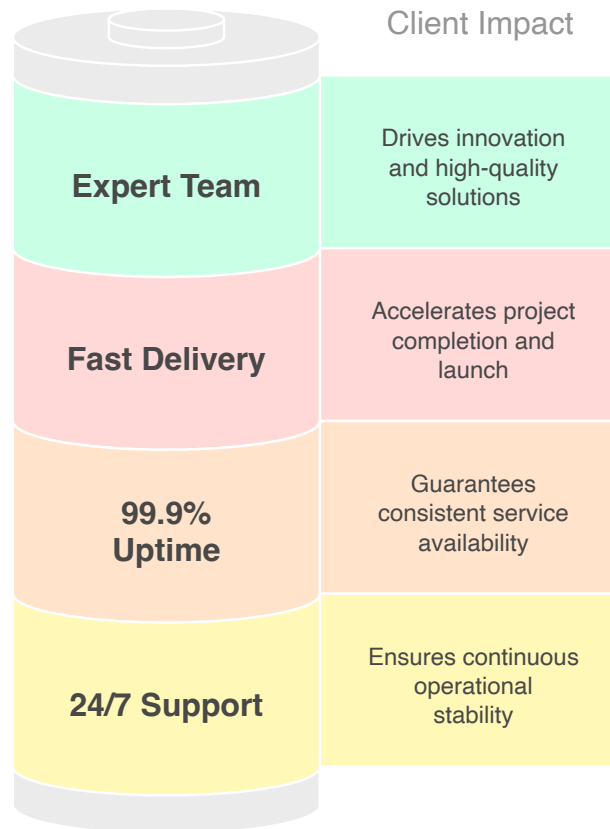 Client Impact
Expert Team
Drives innovation
and high-quality
solutions
Fast Delivery
Accelerates project
completion and
launch
99.9%
Uptime
Guarantees
consistent service
availability
24/7 Support
Ensures continuous
operational
stability